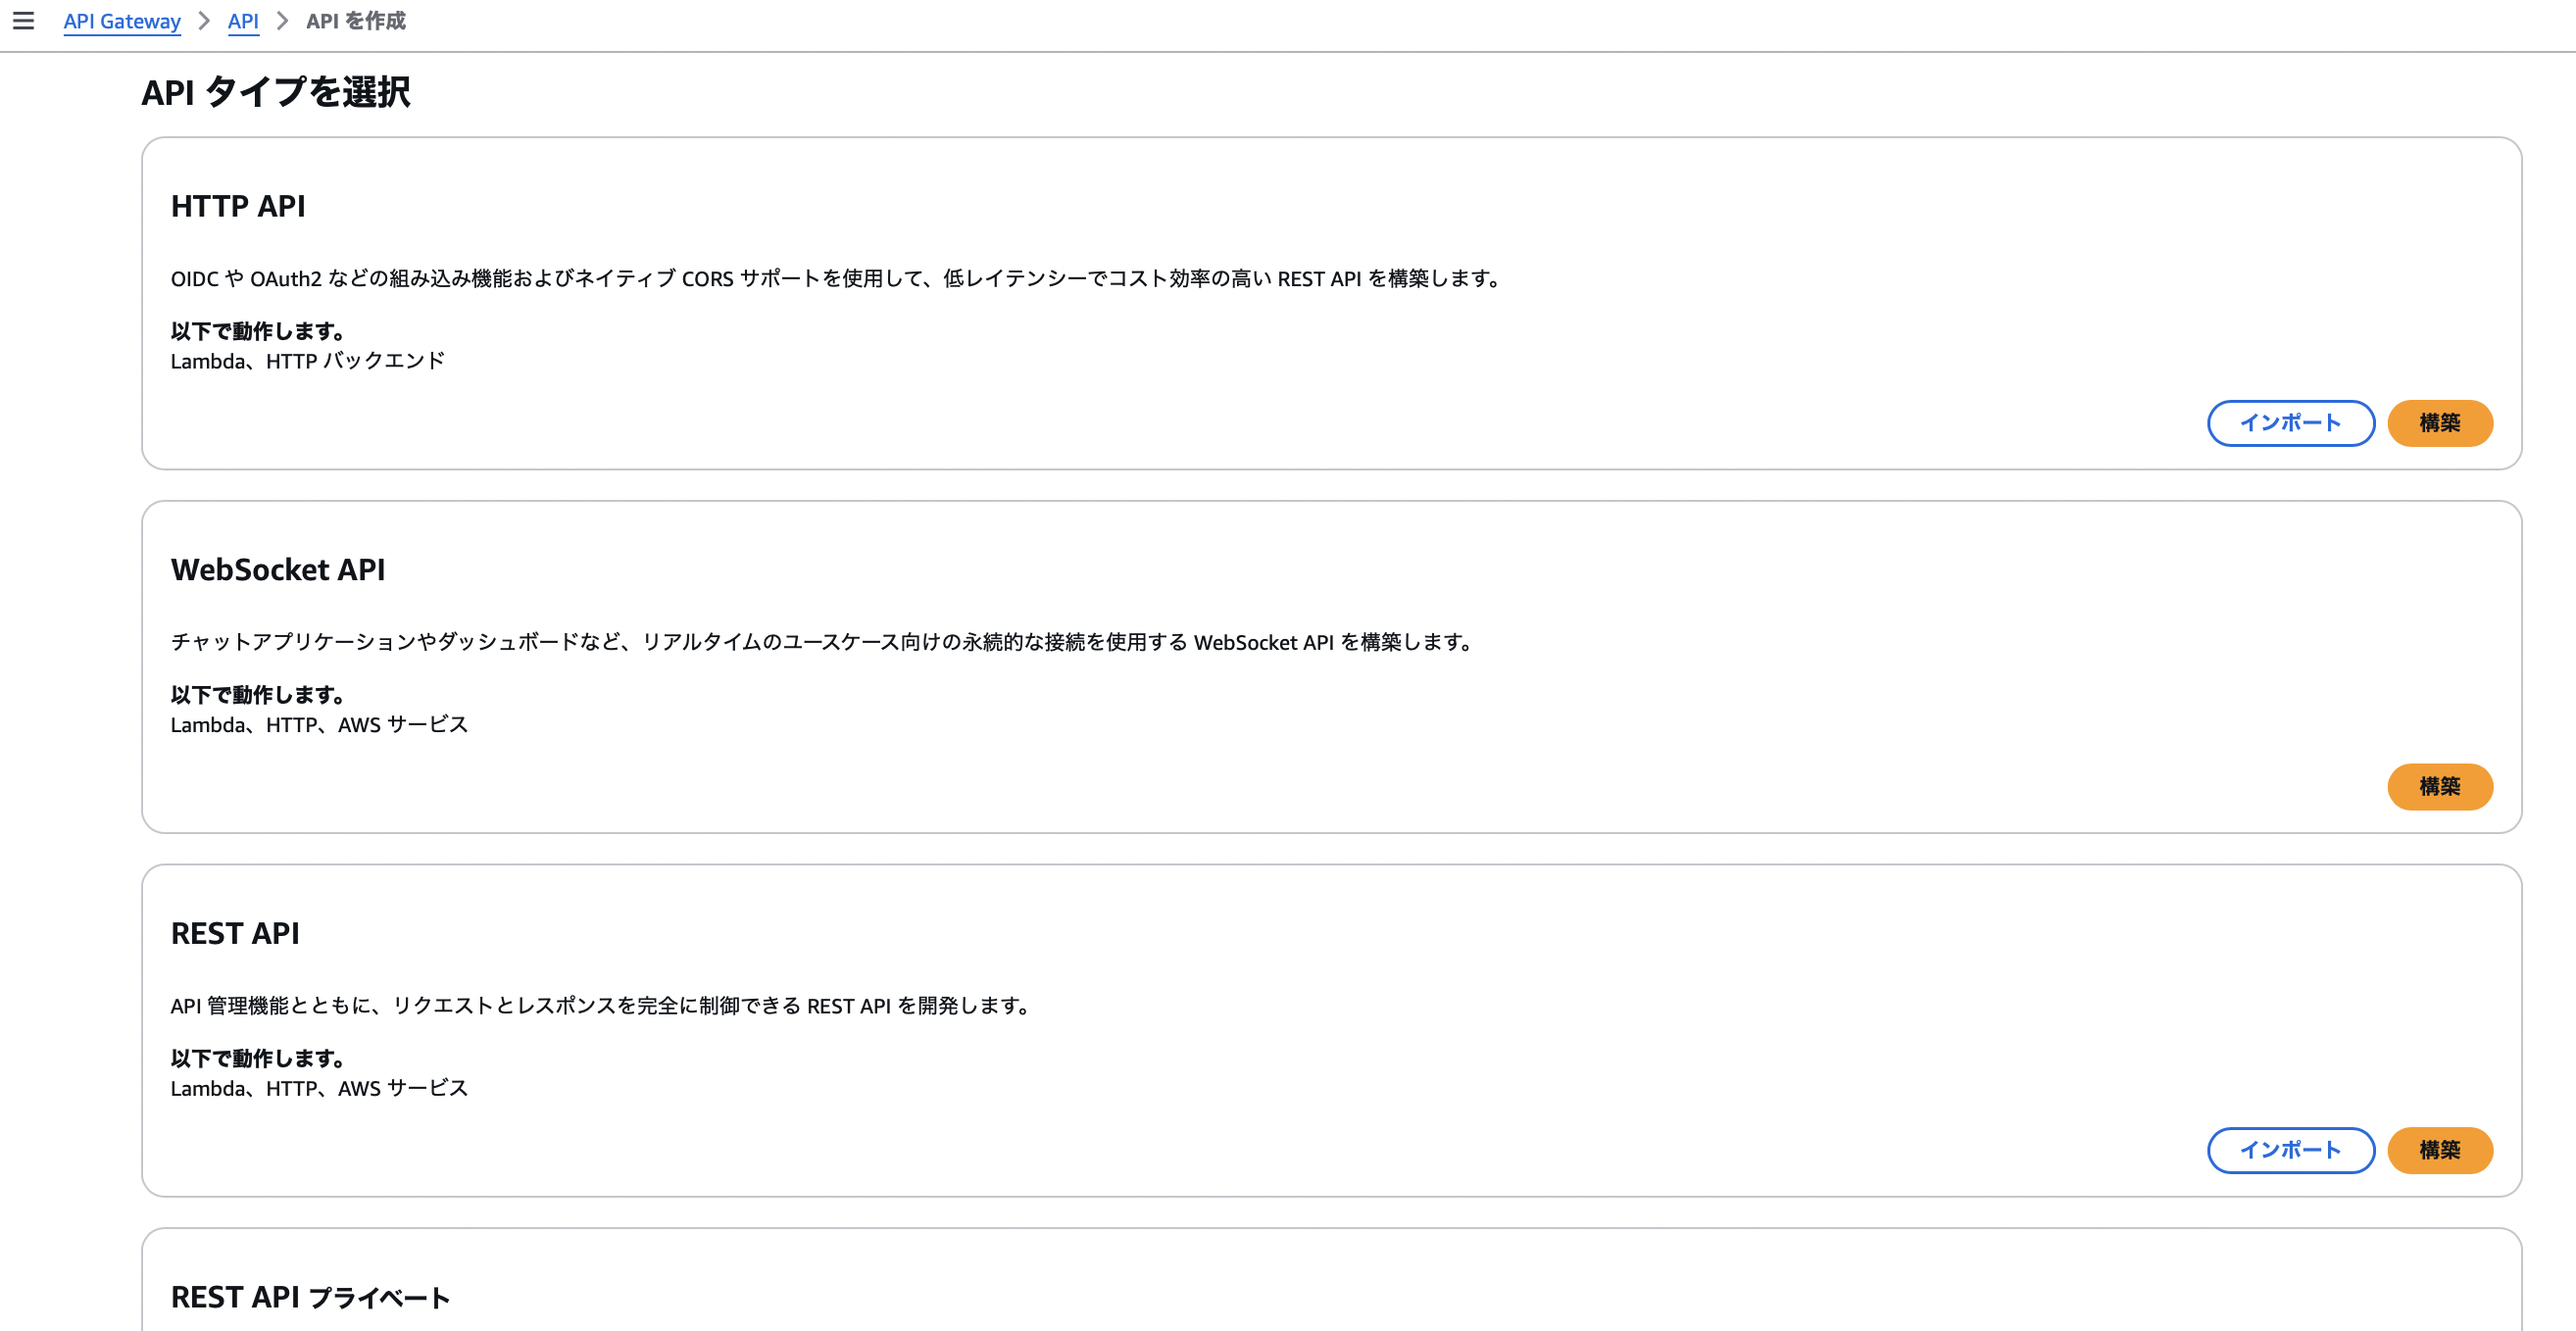 API Gateway > API > API を作成
API タイプを選択
HTTP API
OIDC や OAuth2 などの組み込み機能およびネイティブ CORS サポートを使用して、低レイテンシーでコスト効率の高い REST API を構築します。
以下で動作します。
Lambda、HTTP バックエンド
インポート 構築
WebSocket API
チャットアプリケーションやダッシュボードなど、リアルタイムのユースケース向けの永続的な接続を使用する WebSocket API を構築します。
以下で動作します。
Lambda、HTTP、AWS サービス
構築
REST API
API 管理機能とともに、リクエストとレスポンスを完全に制御できる REST API を開発します。
以下で動作します。
Lambda、HTTP、AWS サービス
インポート 構築
REST API プライベート